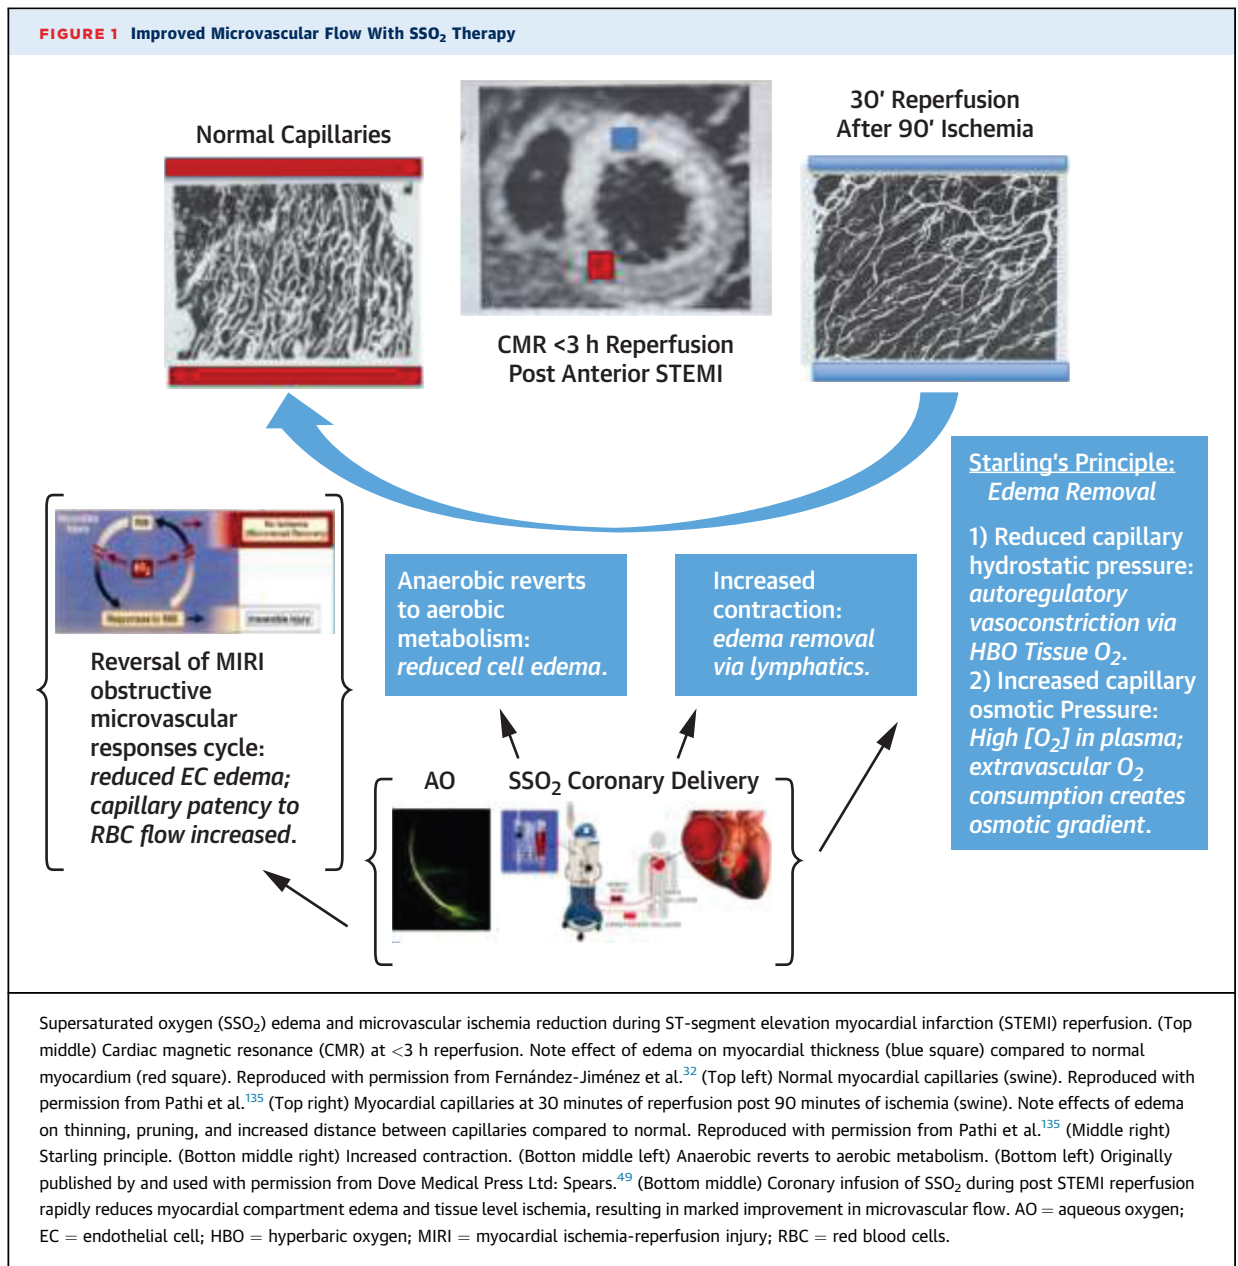 FIGURE 1 Improved Microvascular Flow With SSO₂ Therapy
Normal Capillaries
30' Reperfusion
After 90' Ischemia
CMR <3 h Reperfusion
Post Anterior STEMI
Starling's Principle:
Edema Removal
1) Reduced capillary
hydrostatic pressure:
autoregulatory
vasoconstriction via
HBO Tissue O₂.
2) Increased capillary
osmotic Pressure:
High [O₂] in plasma;
extravascular O₂
consumption creates
osmotic gradient.
Anaerobic reverts
to aerobic
metabolism:
reduced cell edema.
Increased
contraction:
edema removal
via lymphatics.
Reversal of MIRI
obstructive
microvascular
responses cycle:
reduced EC edema;
capillary patency to
RBC flow increased.
AO
SSO₂ Coronary Delivery
Supersaturated oxygen (SSO₂) edema and microvascular ischemia reduction during ST-segment elevation myocardial infarction (STEMI) reperfusion. (Top
middle) Cardiac magnetic resonance (CMR) at <3 h reperfusion. Note effect of edema on myocardial thickness (blue square) compared to normal
myocardium (red square). Reproduced with permission from Fernández-Jiménez et al.³² (Top left) Normal myocardial capillaries (swine). Reproduced with
permission from Pathi et al.¹³⁵ (Top right) Myocardial capillaries at 30 minutes of reperfusion post 90 minutes of ischemia (swine). Note effects of edema
on thinning, pruning, and increased distance between capillaries compared to normal. Reproduced with permission from Pathi et al.¹³⁵ (Middle right)
Starling principle. (Botton middle right) Increased contraction. (Botton middle left) Anaerobic reverts to aerobic metabolism. (Bottom left) Originally
published by and used with permission from Dove Medical Press Ltd: Spears.⁴⁹ (Bottom middle) Coronary infusion of SSO₂ during post STEMI reperfusion
rapidly reduces myocardial compartment edema and tissue level ischemia, resulting in marked improvement in microvascular flow. AO = aqueous oxygen;
EC = endothelial cell; HBO = hyperbaric oxygen; MIRI = myocardial ischemia-reperfusion injury; RBC = red blood cells.